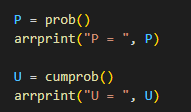 P = prob()
arrprint("P = ", P)
U = cumprob()
arrprint("U = ", U)